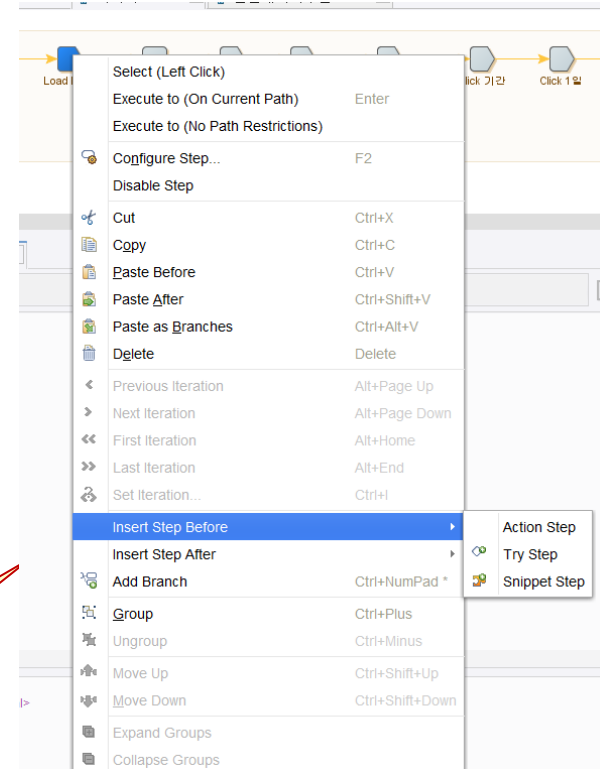 Load
lick 기간
Click 1일
Select (Left Click)
Execute to (On Current Path) Enter
Execute to (No Path Restrictions)
Configure Step... F2
Disable Step
Cut Ctrl+X
Copy Ctrl+C
Paste Before Ctrl+V
Paste After Ctrl+Shift+V
Paste as Branches Ctrl+Alt+V
Delete Delete
Previous Iteration Alt+Page Up
Next Iteration Alt+Page Down
First Iteration Alt+Home
Last Iteration Alt+End
Set Iteration... Ctrl+I
Insert Step Before
Action Step
Insert Step After
Try Step
Add Branch Ctrl+NumPad *
Snippet Step
Group Ctrl+Plus
Ungroup Ctrl+Minus
Move Up Ctrl+Shift+Up
Move Down Ctrl+Shift+Down
Expand Groups
Collapse Groups